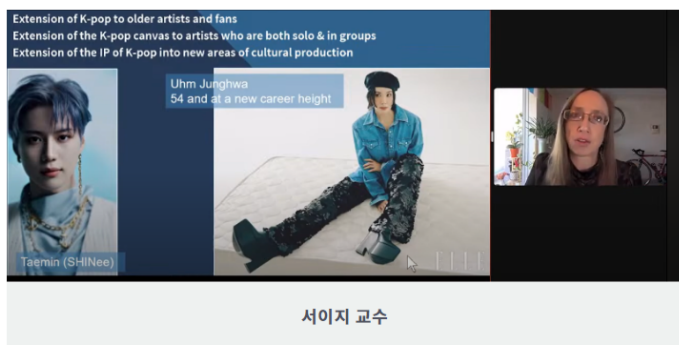 Extension of K-pop to older artists and fans
Extension of the K-pop canvas to artists who are both solo & in groups
Extension of the IP of K-pop into new areas of cultural production
Uhm Junghwa
54 and at a new career height
Taemin (SHINee)
ELLE
서이지 교수